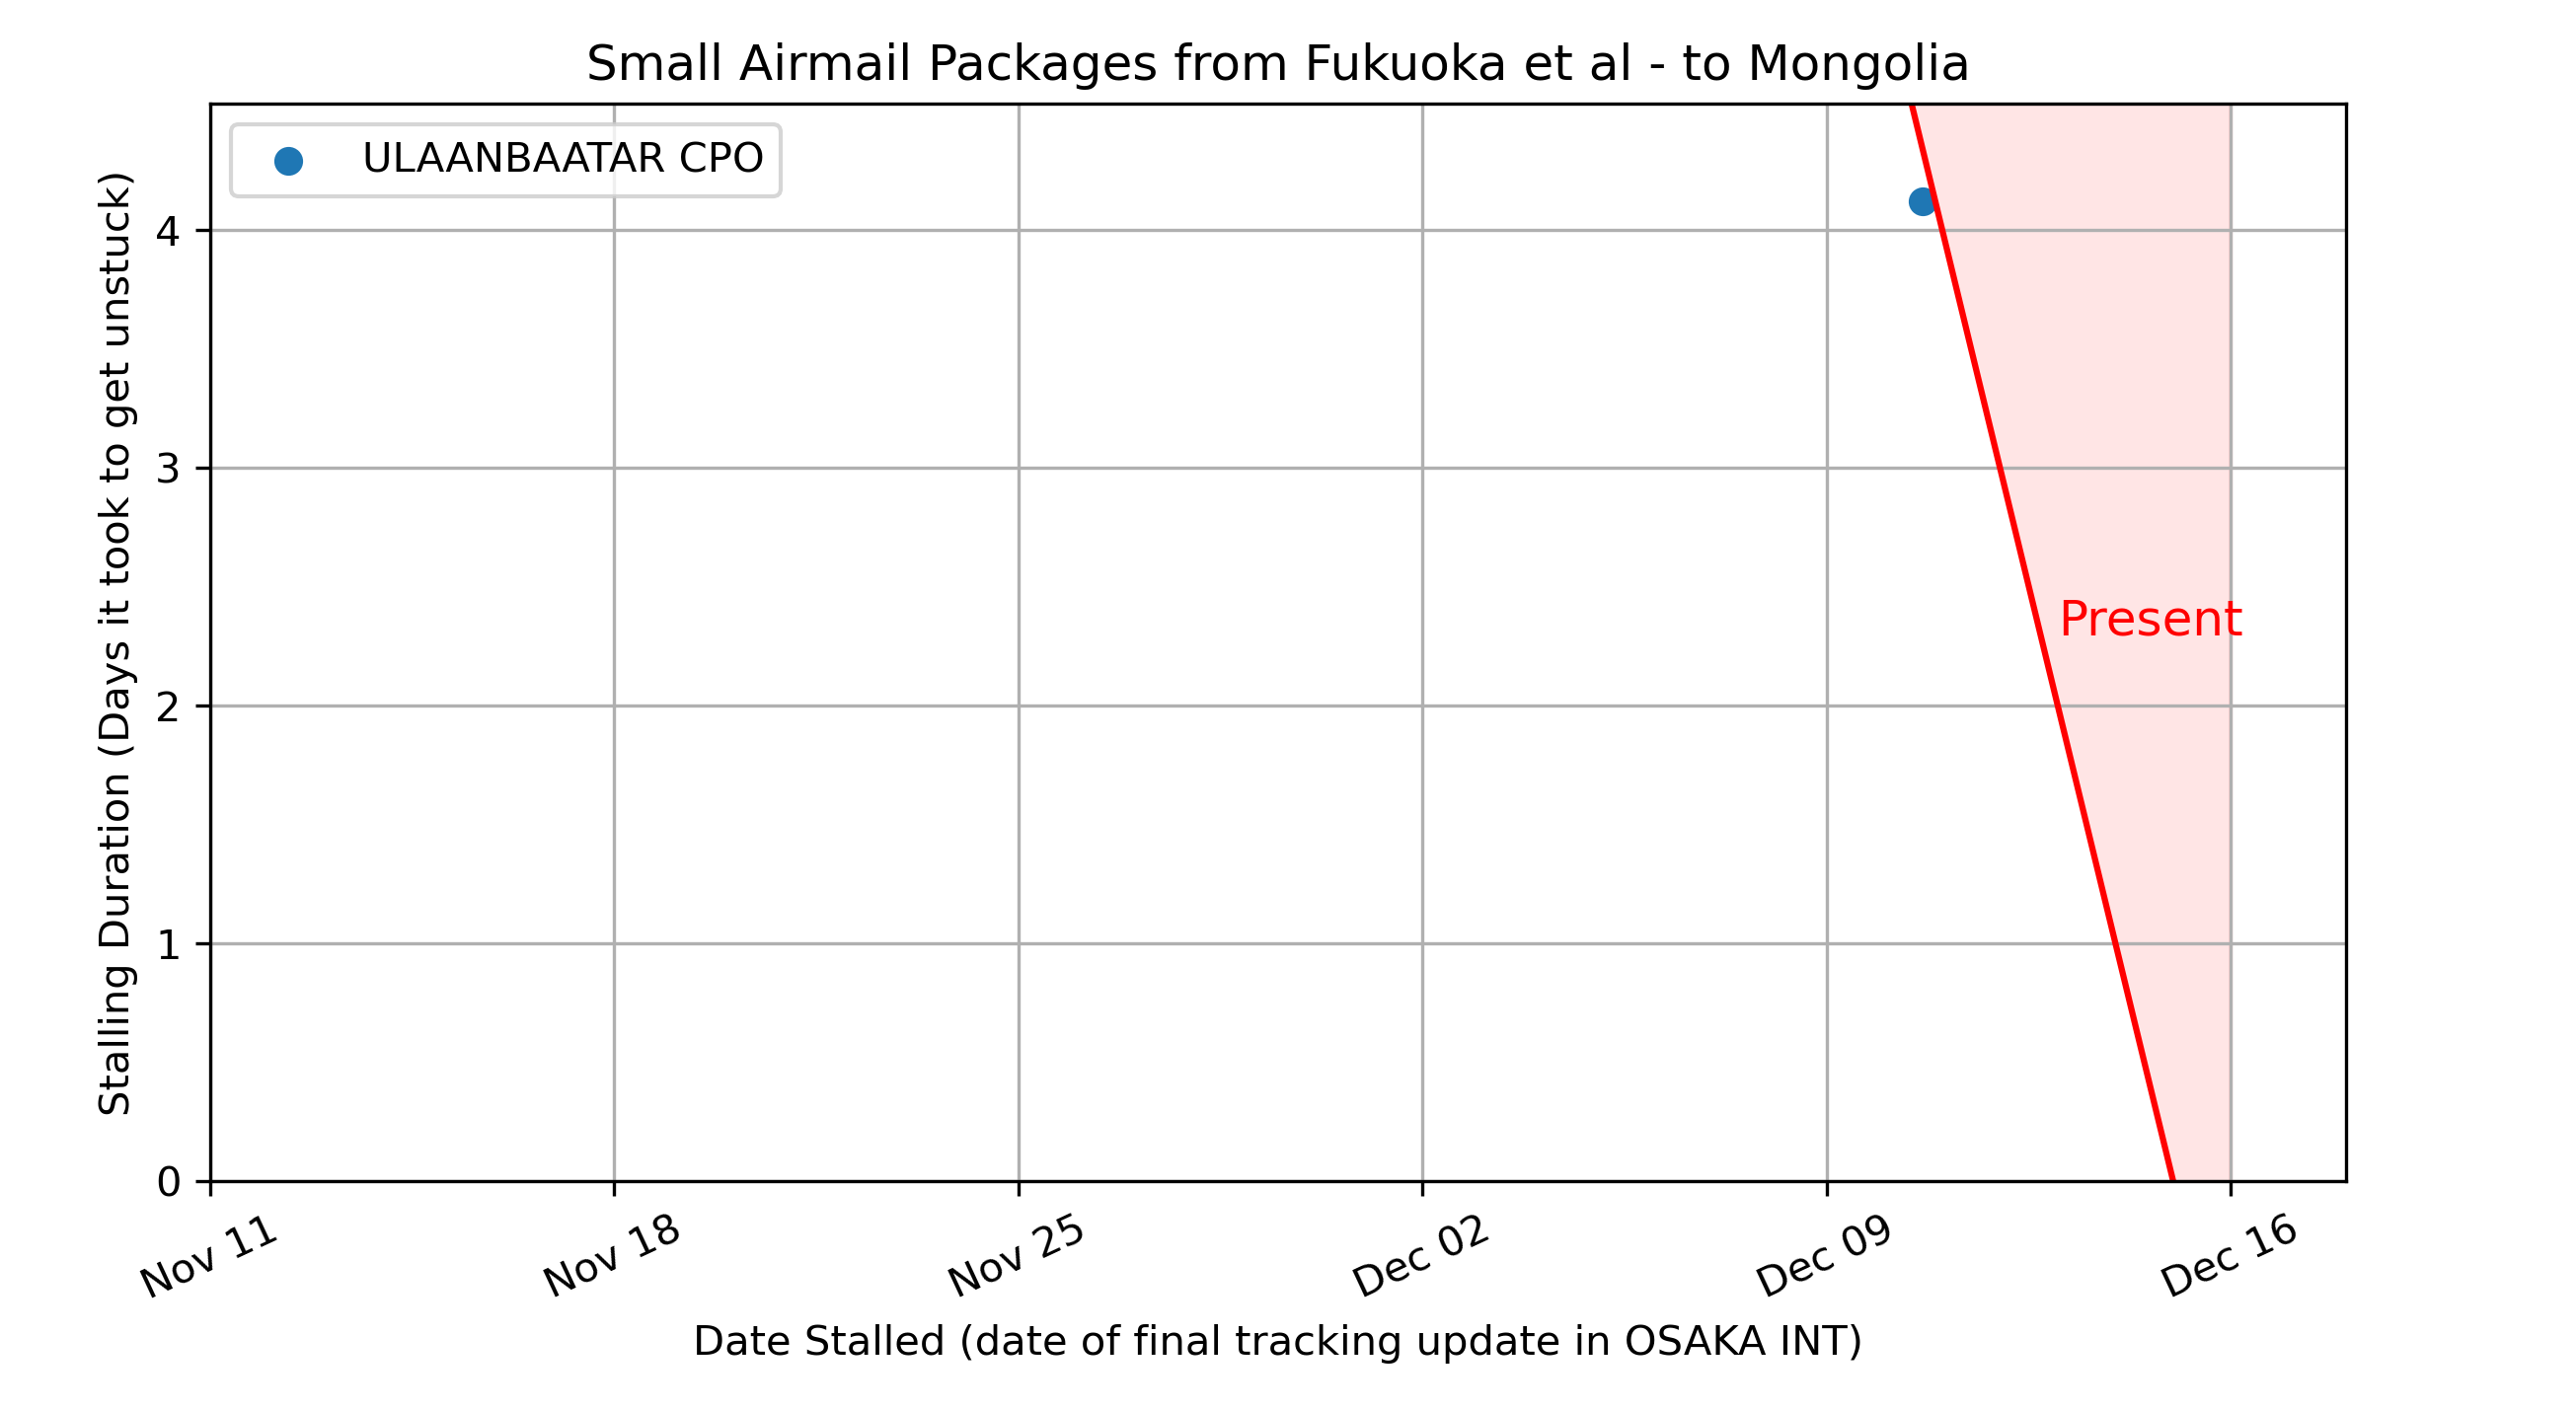 Small Airmail Packages from Fukuoka et al - to Mongolia
ULAANBAATAR CPO
Stalling Duration (Days it took to get unstuck)
4
3
2
1
0
Present
Nov 11
Nov 18
Nov 25
Dec 02
Dec 09
Dec 16
Date Stalled (date of final tracking update in OSAKA INT)